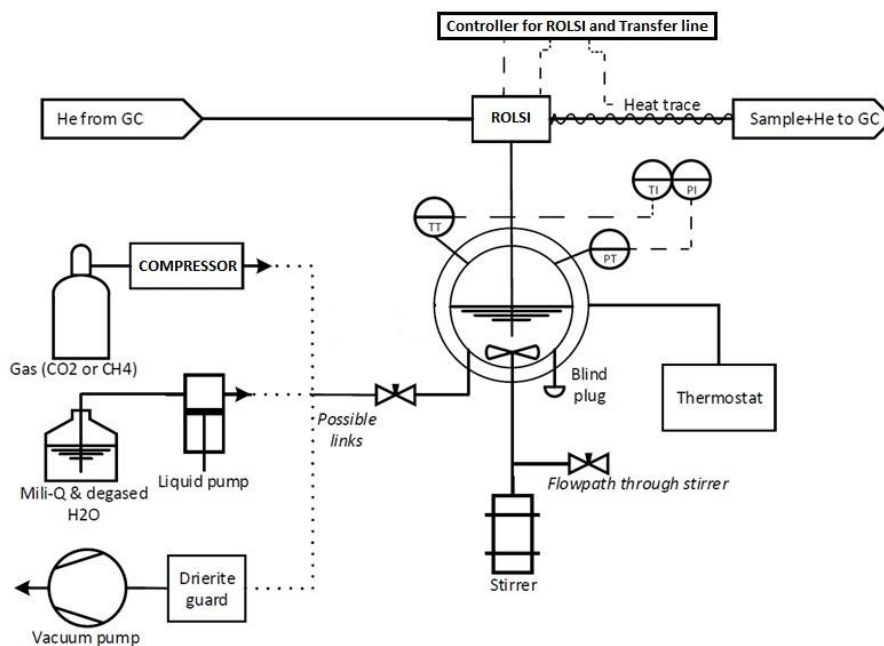 Controller for ROLSI and Transfer line
He from GC
ROLSI
Heat trace
Sample+He to GC
TI
PI
TT
PT
COMPRESSOR
Gas (CO2 or CH4)
Blind
plug
Thermostat
Possible
links
Liquid pump
Mili-Q & degased
H2O
Flowpath through stirrer
Drierite
guard
Stirrer
Vacuum pump